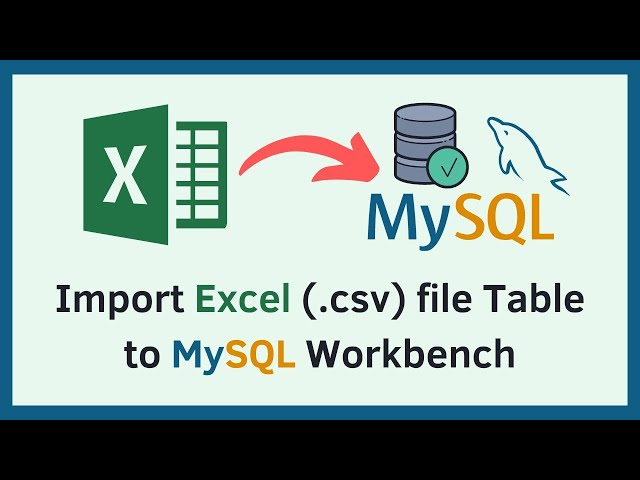 X
MySQL
Import Excel (.csv) file Table
to MySQL Workbench